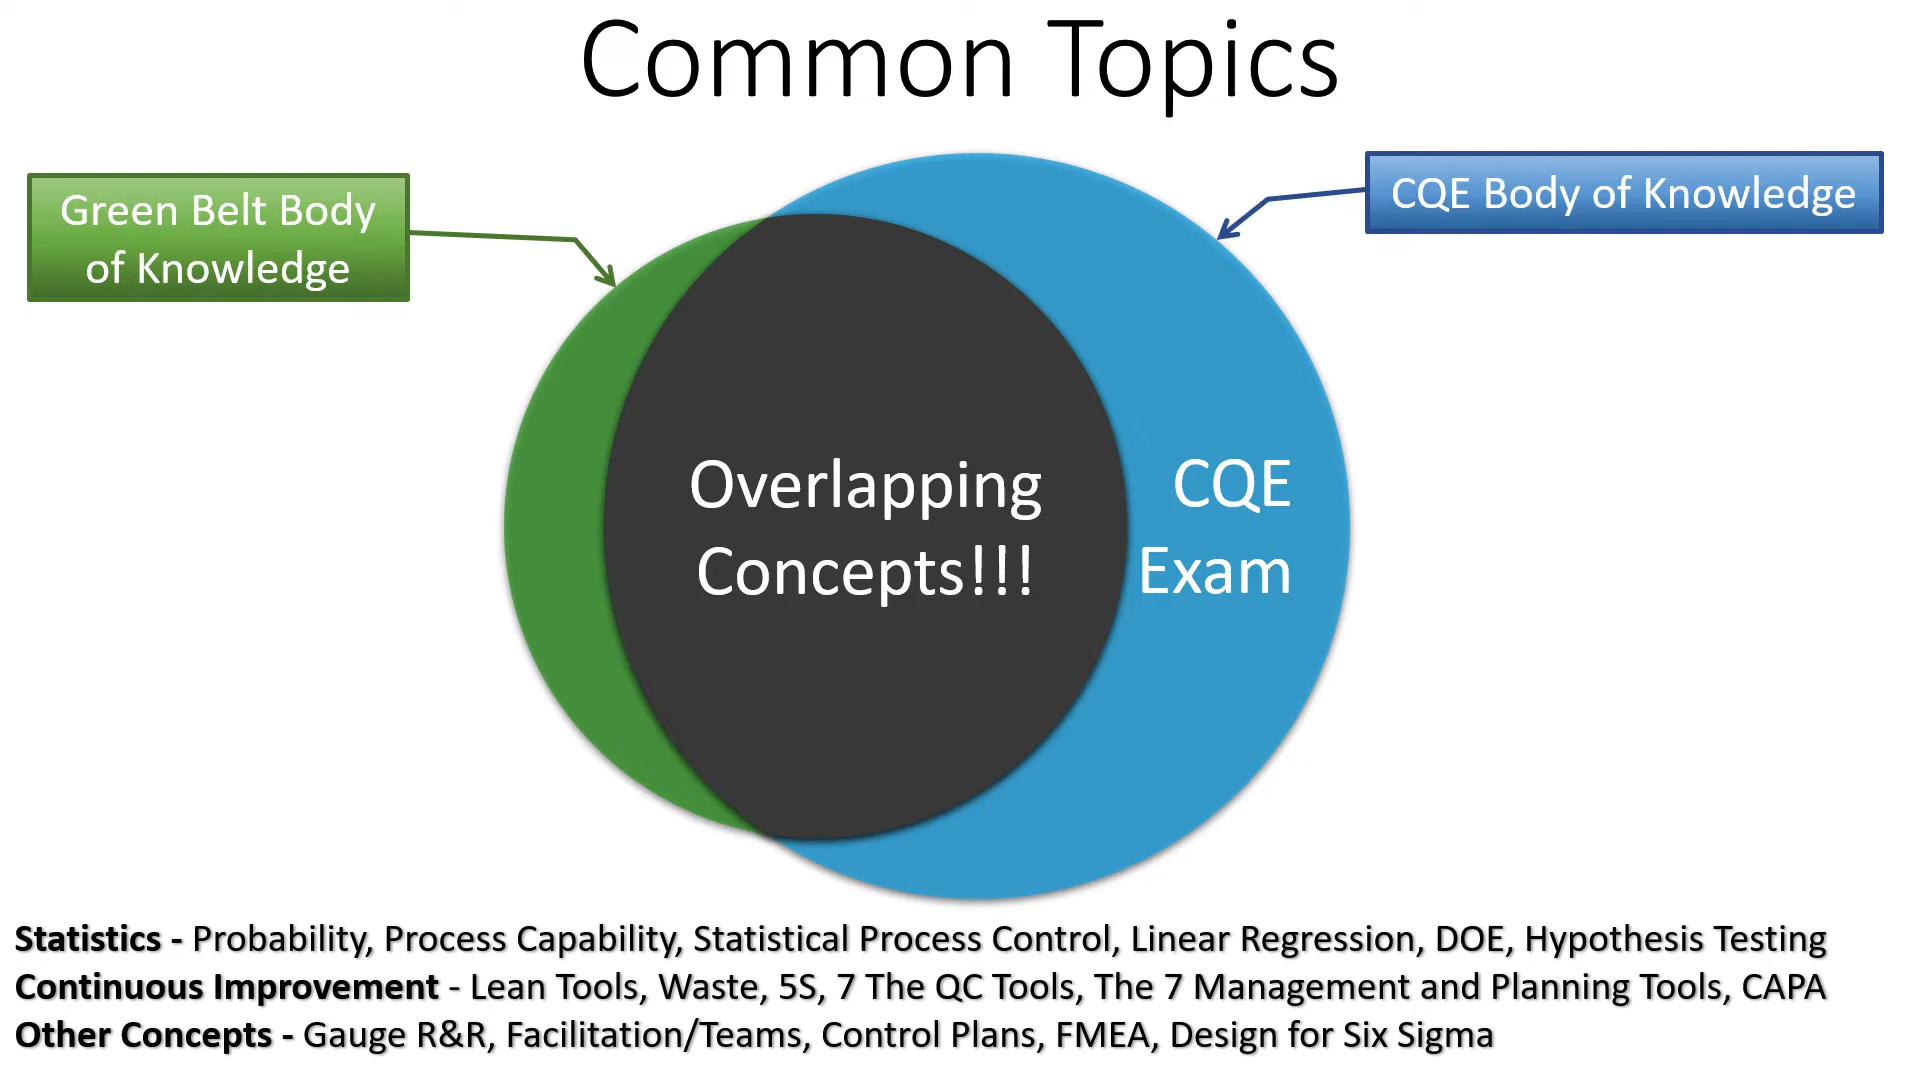 Common Topics
Green Belt Body
of Knowledge
CQE Body of Knowledge
Overlapping
Concepts!!!
CQE
Exam
Statistics - Probability, Process Capability, Statistical Process Control, Linear Regression, DOE, Hypothesis Testing
Continuous Improvement - Lean Tools, Waste, 5S, 7 The QC Tools, The 7 Management and Planning Tools, CAPA
Other Concepts - Gauge R&R, Facilitation/Teams, Control Plans, FMEA, Design for Six Sigma